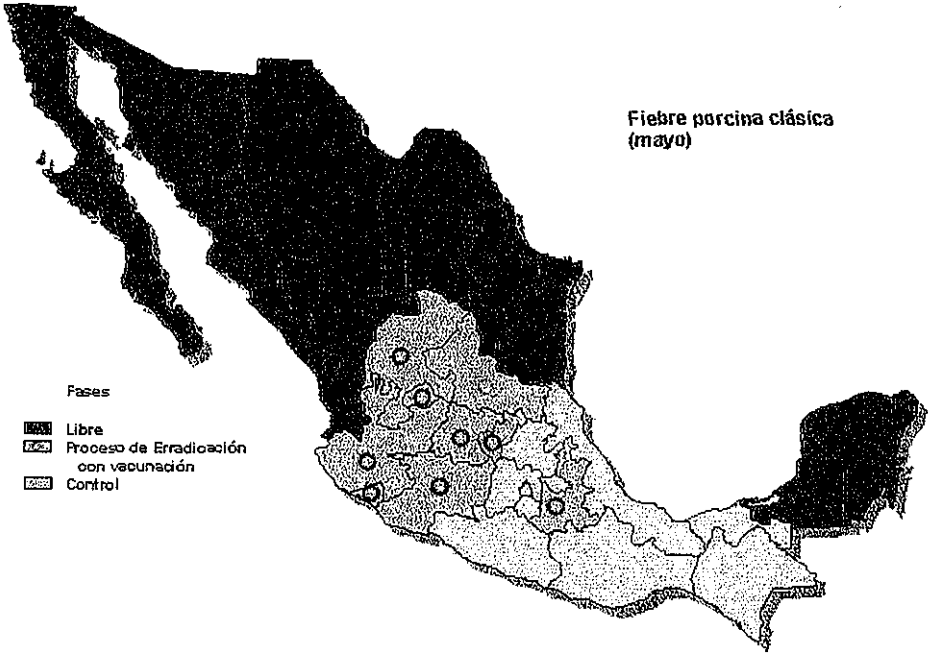 Fiebre porcina clásica
(mayo)
Fases
Libre
Proceso de Erradicación
con vacunación
Control